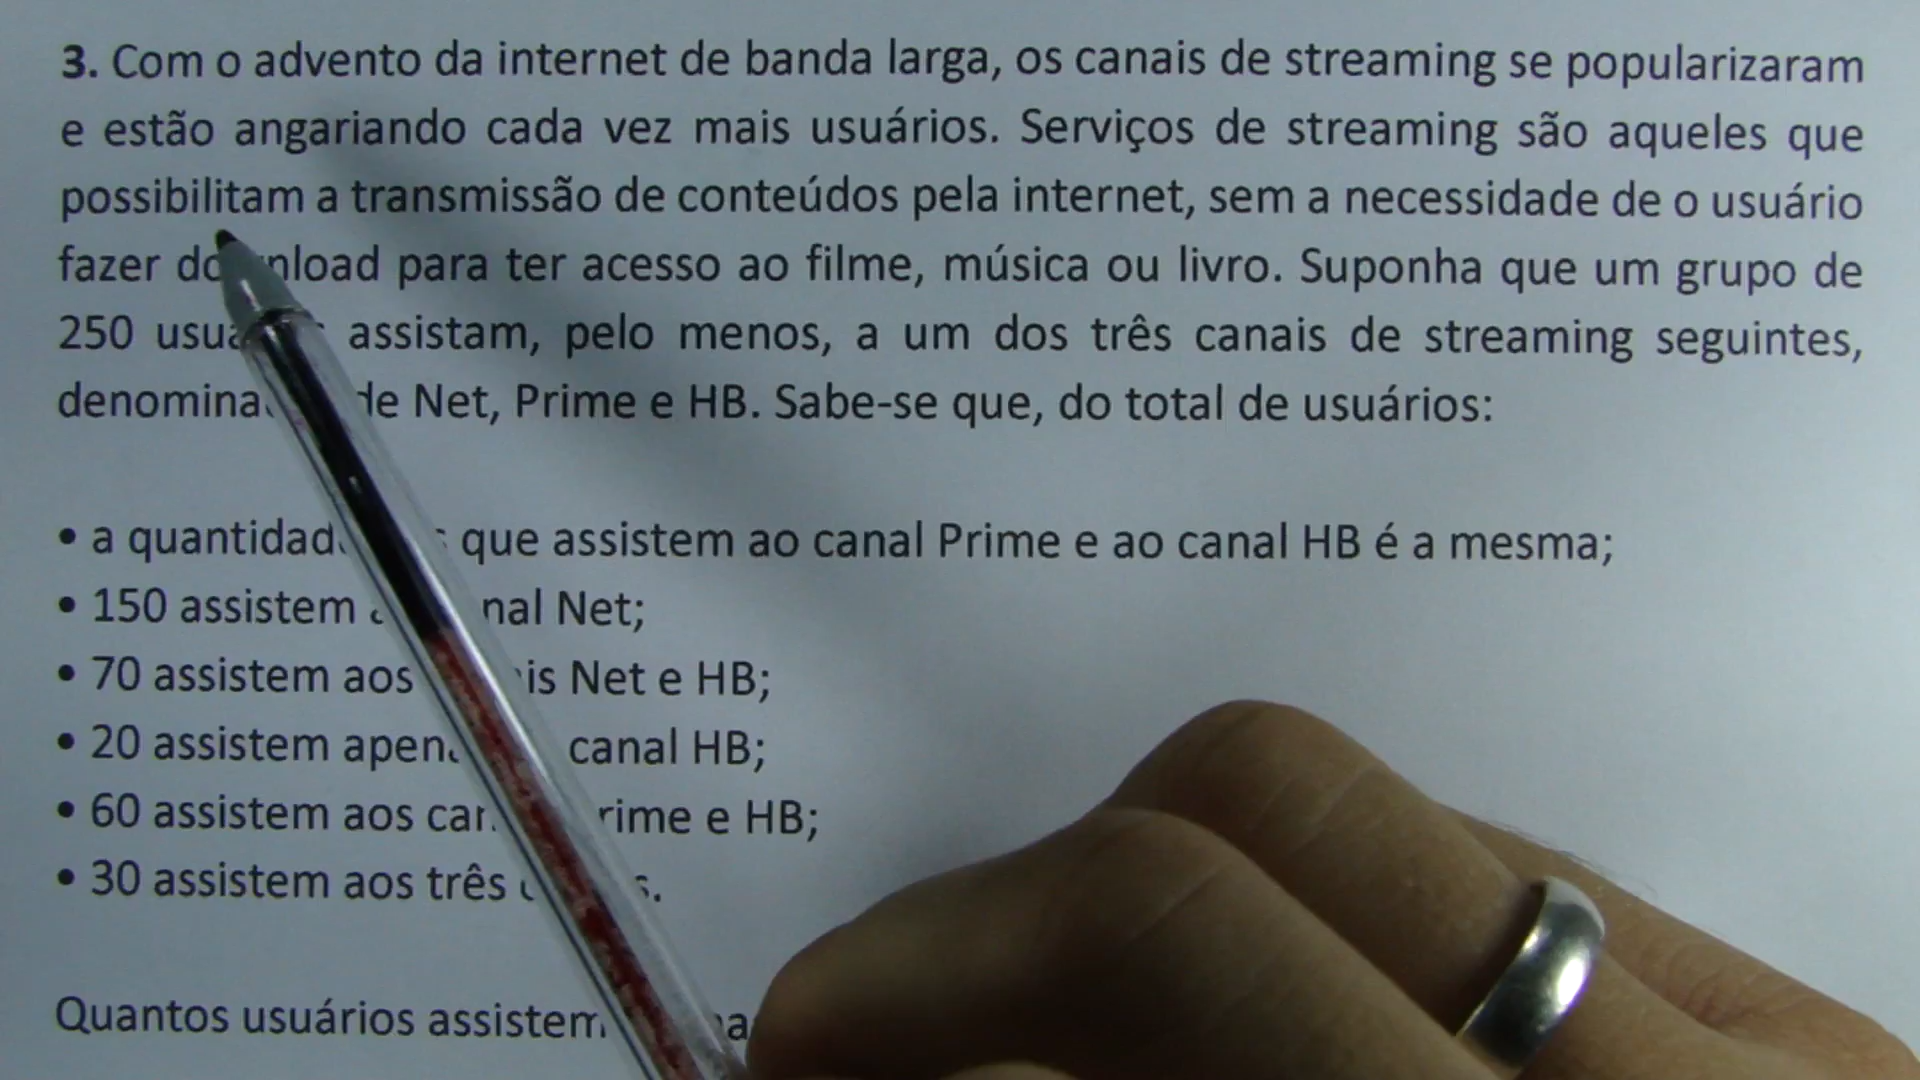 3. Com o advento da internet de banda larga, os canais de streaming se popularizaram
e estão angariando cada vez mais usuários. Serviços de streaming são aqueles que
possibilitam a transmissão de conteúdos pela internet, sem a necessidade de o usuário
fazer download para ter acesso ao filme, música ou livro. Suponha que um grupo de
250 assistam, pelo menos, a um dos três canais de streaming seguintes,
de Net, Prime e HB. Sabe-se que, do total de usuários:
• a que assistem ao canal Prime e ao canal HB é a mesma;
• 150 assistem Net;
• 70 assistem aos Net e HB;
• 20 assistem canal HB;
• 60 assistem aos Prime e HB;
• 30 assistem aos três
Quantos usuários assistem